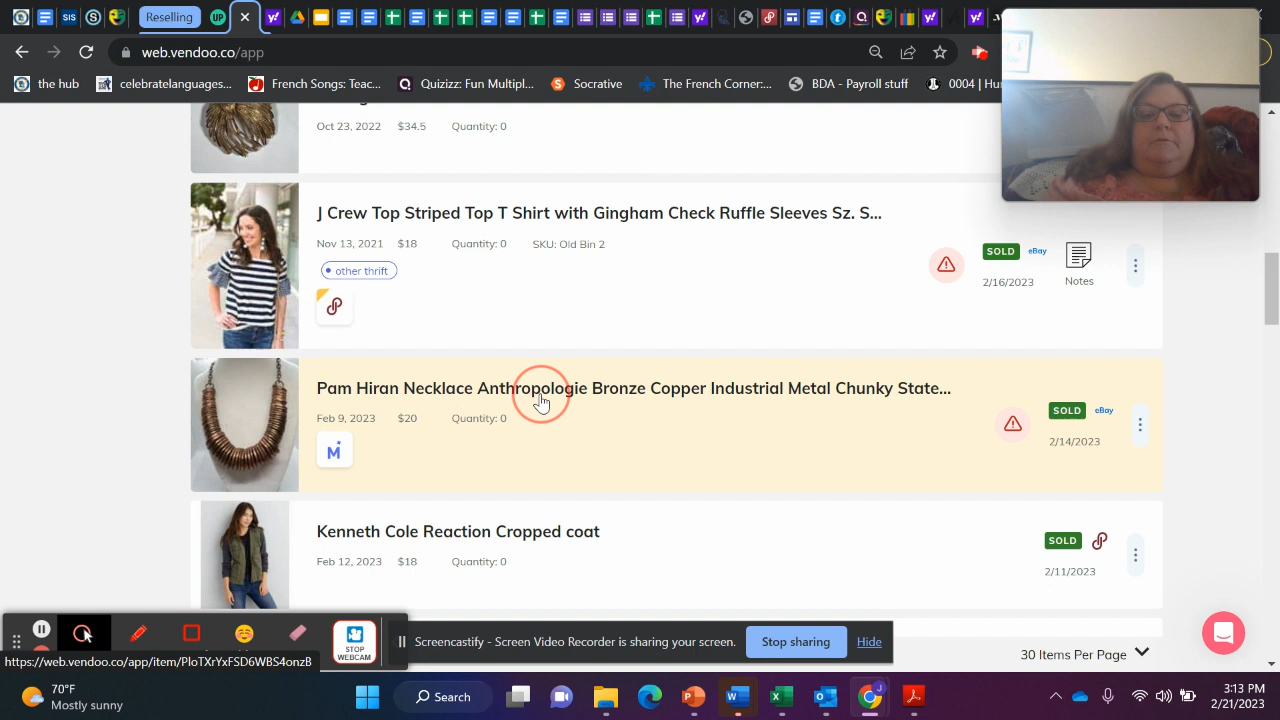 SIS
Reselling
UP
web.vendoo.co/app
the hub
celebratelanguages...
French Songs: Teac...
Quizizz: Fun Multipl...
Socrative
The French Corner:...
BDA - Payroll stuff
0004 | Hu
Oct 23, 2022 $34.5 Quantity: 0
J Crew Top Striped Top T Shirt with Gingham Check Ruffle Sleeves Sz. S...
Nov 13, 2021 $18 Quantity: 0 SKU: Old Bin 2
other thrift
SOLD eBay
2/16/2023
Notes
Pam Hiran Necklace Anthropologie Bronze Copper Industrial Metal Chunky State...
Feb 9, 2023 $20 Quantity: 0
M
SOLD eBay
2/14/2023
Kenneth Cole Reaction Cropped coat
Feb 12, 2023 $18 Quantity: 0
SOLD
2/11/2023
30 Items Per Page
STOP
WEBCAM
Screencastify - Screen Video Recorder is sharing your screen.
Stop sharing
Hide
https://web.vendoo.co/app/item/PloTXrYxFSD6WBS4onzB
70°F
Mostly sunny
Search
3:13 PM
2/21/2023